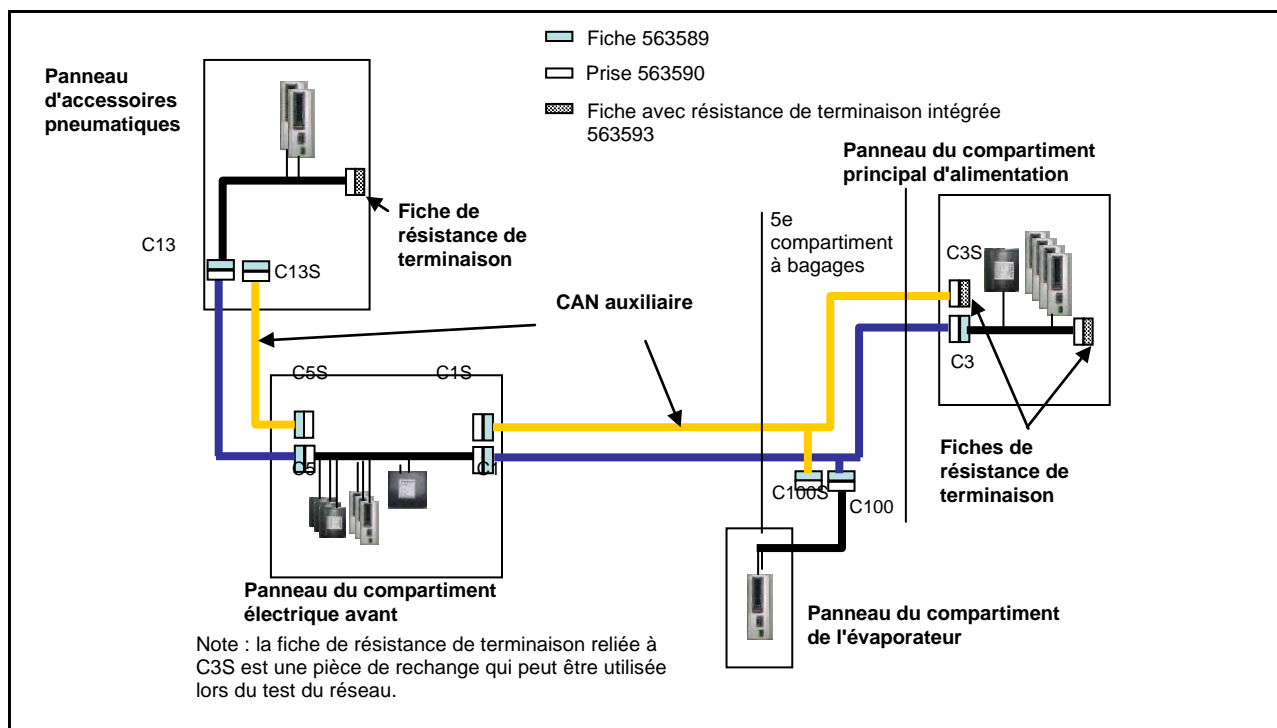 Fiche 563589
Prise 563590
Fiche avec résistance de terminaison intégrée
563593
Panneau
d'accessoires
pneumatiques
Fiche de
résistance de
terminaison
C13
C13S
Panneau du compartiment
principal d'alimentation
5e
compartiment
à bagages
C3S
C3
CAN auxiliaire
C5S
C1S
C5
C1
C100S
C100
Fiches de
résistance de
terminaison
Panneau du compartiment
électrique avant
Panneau du compartiment
de l'évaporateur
Note : la fiche de résistance de terminaison reliée à
C3S est une pièce de rechange qui peut être utilisée
lors du test du réseau.